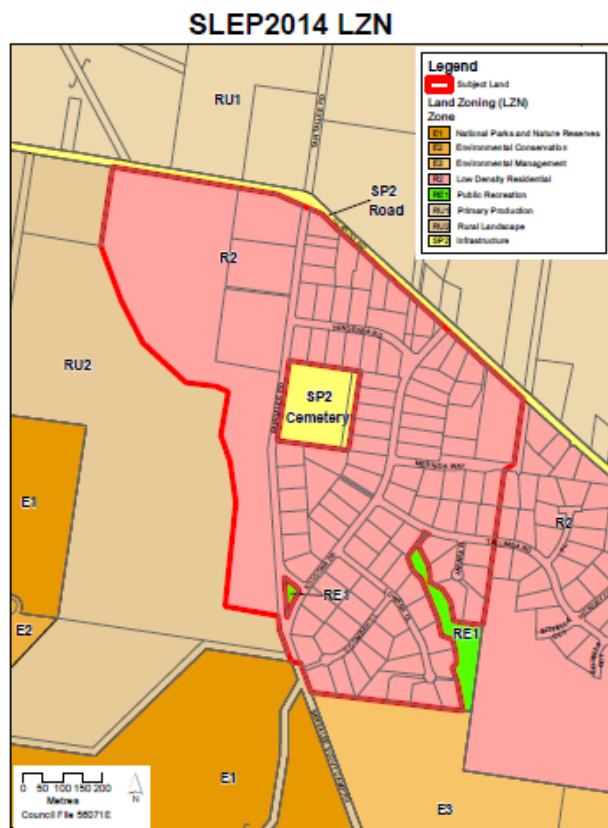 SLEP2014 LZN
Legend
Subject Land
Land Zoning (LZN)
Zone
E1 National Parks and Nature Reserves
E2 Environmental Conservation
E3 Environmental Management
R2 Low Density Residential
RE1 Public Recreation
RU1 Primary Production
RU2 Rural Landscape
SP2 Infrastructure
RU1
SP2
Road
R2
RU2
SP2
Cemetery
MERINDA WAY
E1
R2
RE1
E2
RE1
E1
E3
0 50 100 150 200
Metres
N
Council File 56071E